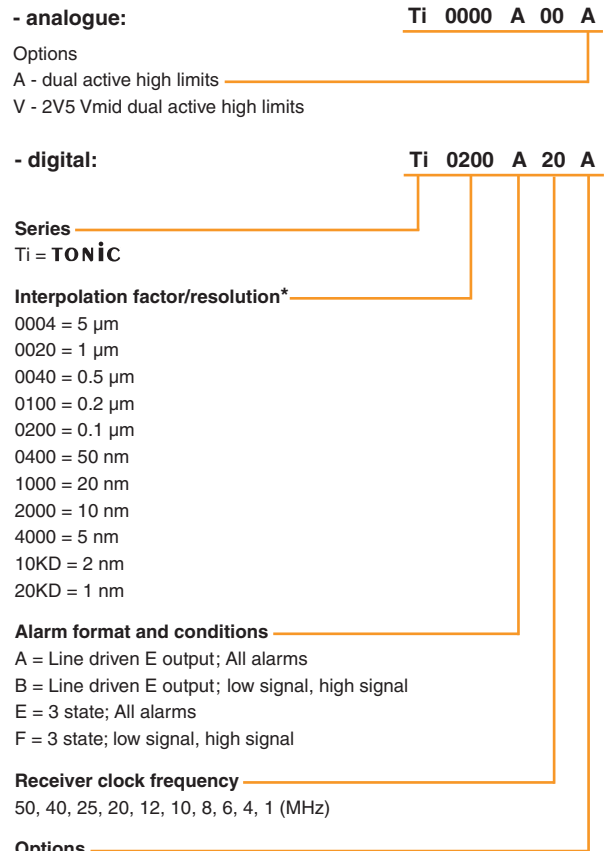 - analogue:
Ti 0000 A 00 A
Options
A - dual active high limits
V - 2V5 Vmid dual active high limits
- digital:
Ti 0200 A 20 A
Series
Ti = TONiC
Interpolation factor/resolution*
0004 = 5 µm
0020 = 1 µm
0040 = 0.5 µm
0100 = 0.2 µm
0200 = 0.1 µm
0400 = 50 nm
1000 = 20 nm
2000 = 10 nm
4000 = 5 nm
10KD = 2 nm
20KD = 1 nm
Alarm format and conditions
A = Line driven E output; All alarms
B = Line driven E output; low signal, high signal
E = 3 state; All alarms
F = 3 state; low signal, high signal
Receiver clock frequency
50, 40, 25, 20, 12, 10, 8, 6, 4, 1 (MHz)
Options